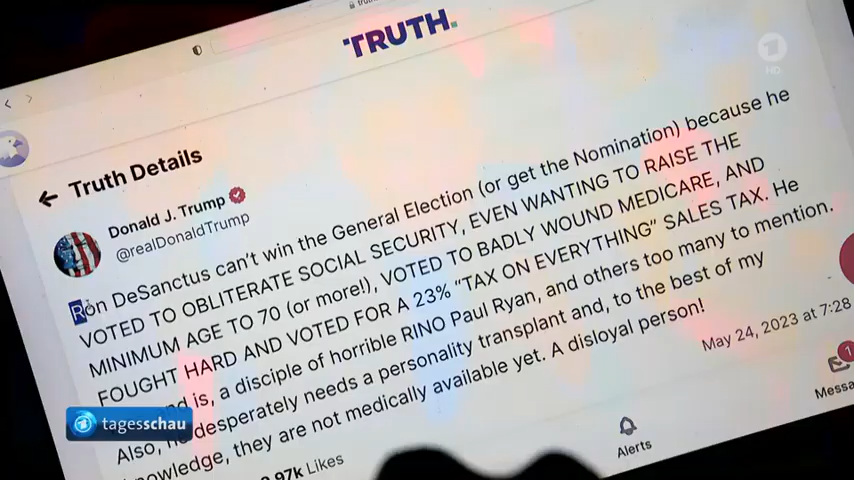 TRUTH.
1
HD
Truth Details
Donald J. Trump
@realDonaldTrump
Ron DeSanctus can't win the General Election (or get the Nomination) because he
VOTED TO OBLITERATE SOCIAL SECURITY, EVEN WANTING TO RAISE THE
MINIMUM AGE TO 70 (or more!), VOTED TO BADLY WOUND MEDICARE, AND
FOUGHT HARD AND VOTED FOR A 23% “TAX ON EVERYTHING” SALES TAX. He
is, a disciple of horrible RINO Paul Ryan, and others too many to mention.
Also, he desperately needs a personality transplant and, to the best of my
knowledge, they are not medically available yet. A disloyal person!
May 24, 2023 at 7:28
97k Likes
Alerts
1
Messa
tagesschau